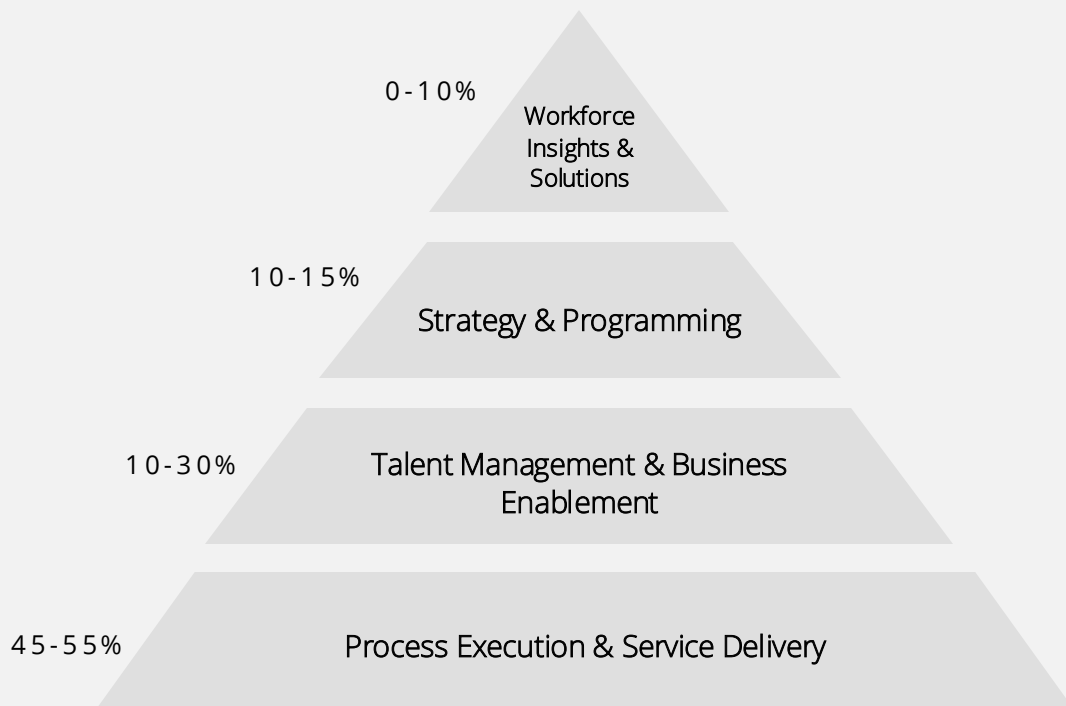 0-10%
Workforce
Insights &
Solutions
10-15%
Strategy & Programming
10-30%
Talent Management & Business
Enablement
45-55%
Process Execution & Service Delivery